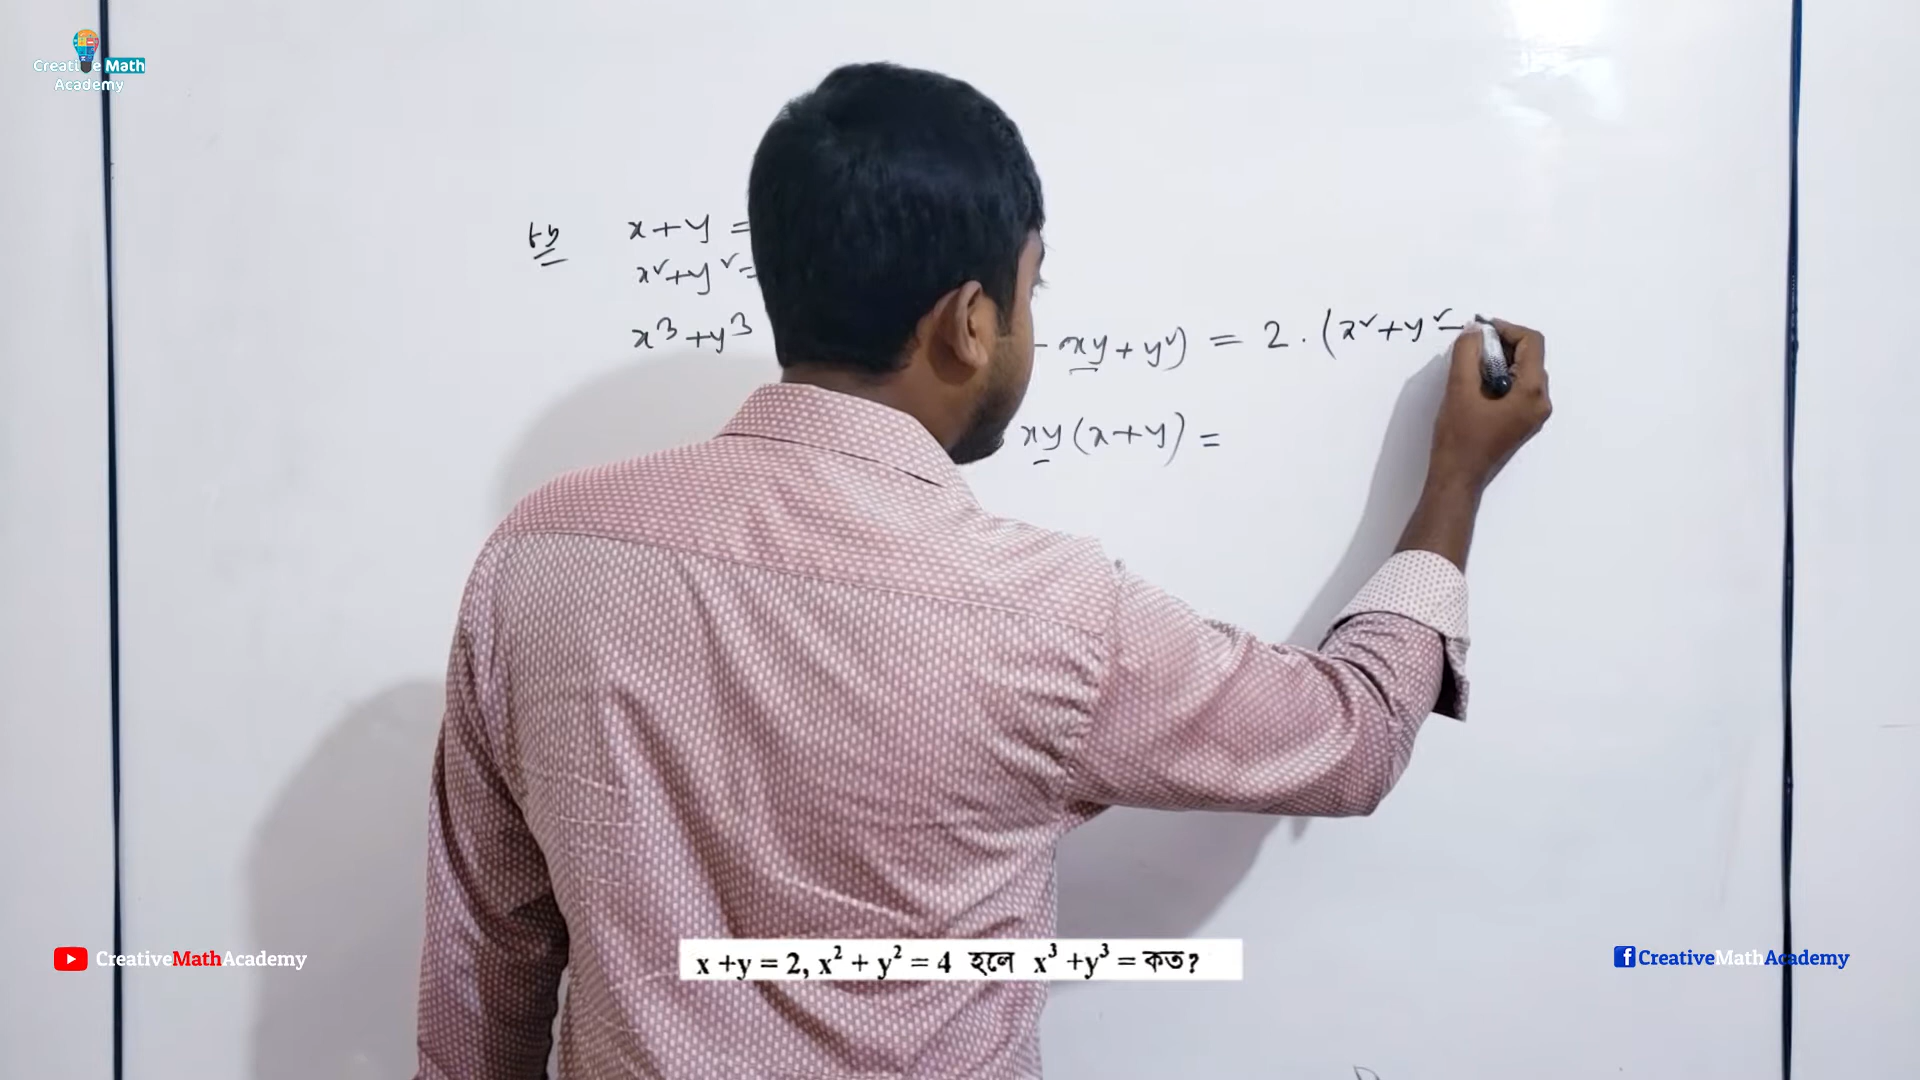 Creative Math
Academy
৮৮ x + y =
x² + y² =
x³ + y³ - xy + y²) = 2 . (x² + y² -
xy (x + y) =
x + y = 2, x² + y² = 4 হলে x³ + y³ = কত?
CreativeMathAcademy
CreativeMathAcademy